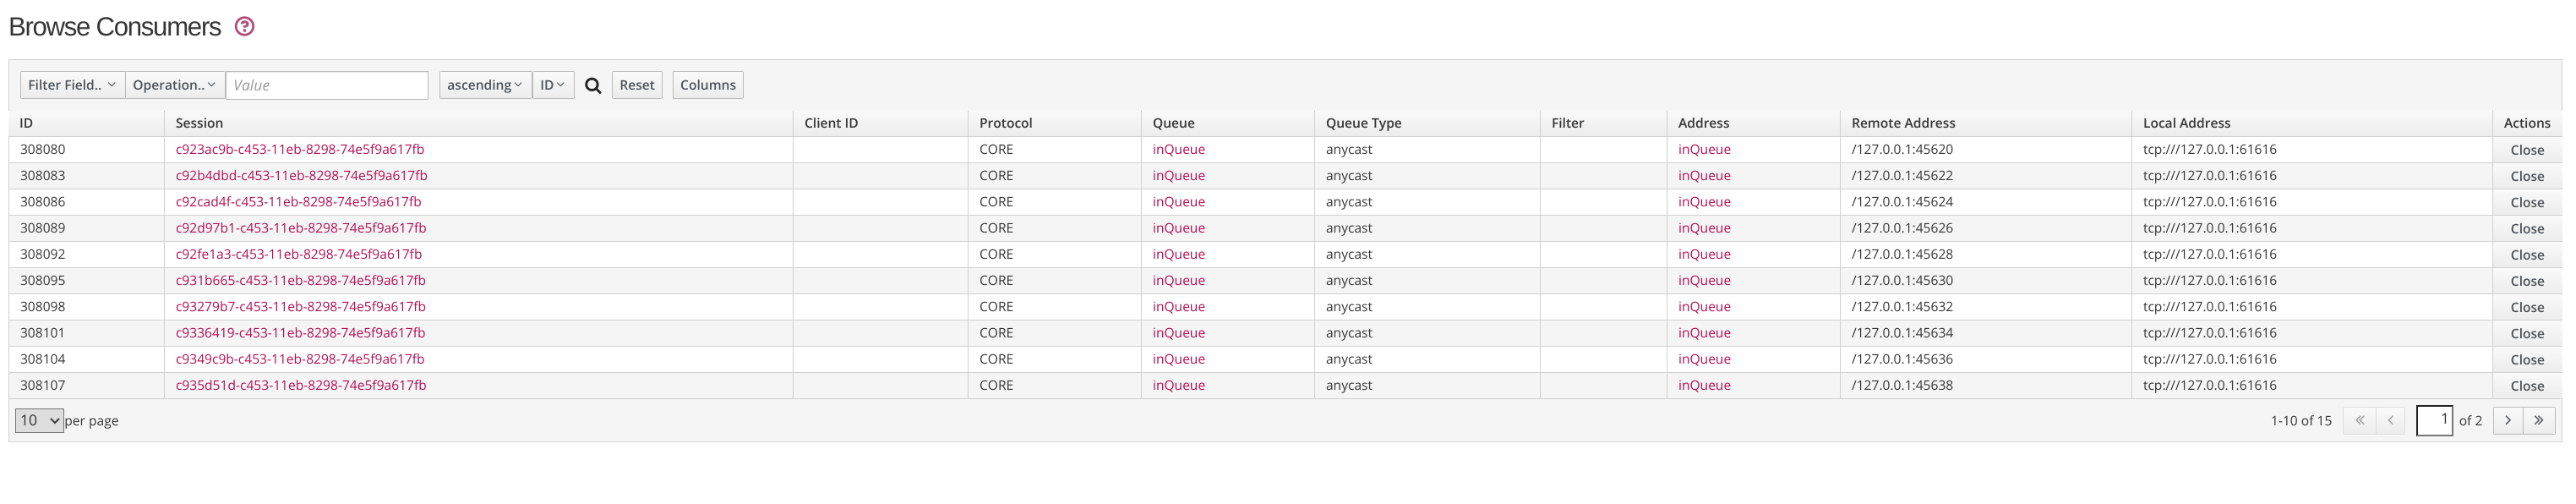 Browse Consumers
Filter Field.. Operation.. Value ascending ID Reset Columns
ID Session Client ID Protocol Queue Queue Type Filter Address Remote Address Local Address Actions
308080 c923ac9b-c453-11eb-8298-74e5f9a617fb CORE inQueue anycast inQueue /127.0.0.1:45620 tcp:///127.0.0.1:61616 Close
308083 c92b4dbd-c453-11eb-8298-74e5f9a617fb CORE inQueue anycast inQueue /127.0.0.1:45622 tcp:///127.0.0.1:61616 Close
308086 c92cad4f-c453-11eb-8298-74e5f9a617fb CORE inQueue anycast inQueue /127.0.0.1:45624 tcp:///127.0.0.1:61616 Close
308089 c92d97b1-c453-11eb-8298-74e5f9a617fb CORE inQueue anycast inQueue /127.0.0.1:45626 tcp:///127.0.0.1:61616 Close
308092 c92fe1a3-c453-11eb-8298-74e5f9a617fb CORE inQueue anycast inQueue /127.0.0.1:45628 tcp:///127.0.0.1:61616 Close
308095 c931b665-c453-11eb-8298-74e5f9a617fb CORE inQueue anycast inQueue /127.0.0.1:45630 tcp:///127.0.0.1:61616 Close
308098 c93279b7-c453-11eb-8298-74e5f9a617fb CORE inQueue anycast inQueue /127.0.0.1:45632 tcp:///127.0.0.1:61616 Close
308101 c9336419-c453-11eb-8298-74e5f9a617fb CORE inQueue anycast inQueue /127.0.0.1:45634 tcp:///127.0.0.1:61616 Close
308104 c9349c9b-c453-11eb-8298-74e5f9a617fb CORE inQueue anycast inQueue /127.0.0.1:45636 tcp:///127.0.0.1:61616 Close
308107 c935d51d-c453-11eb-8298-74e5f9a617fb CORE inQueue anycast inQueue /127.0.0.1:45638 tcp:///127.0.0.1:61616 Close
10 per page 1-10 of 15 1 of 2